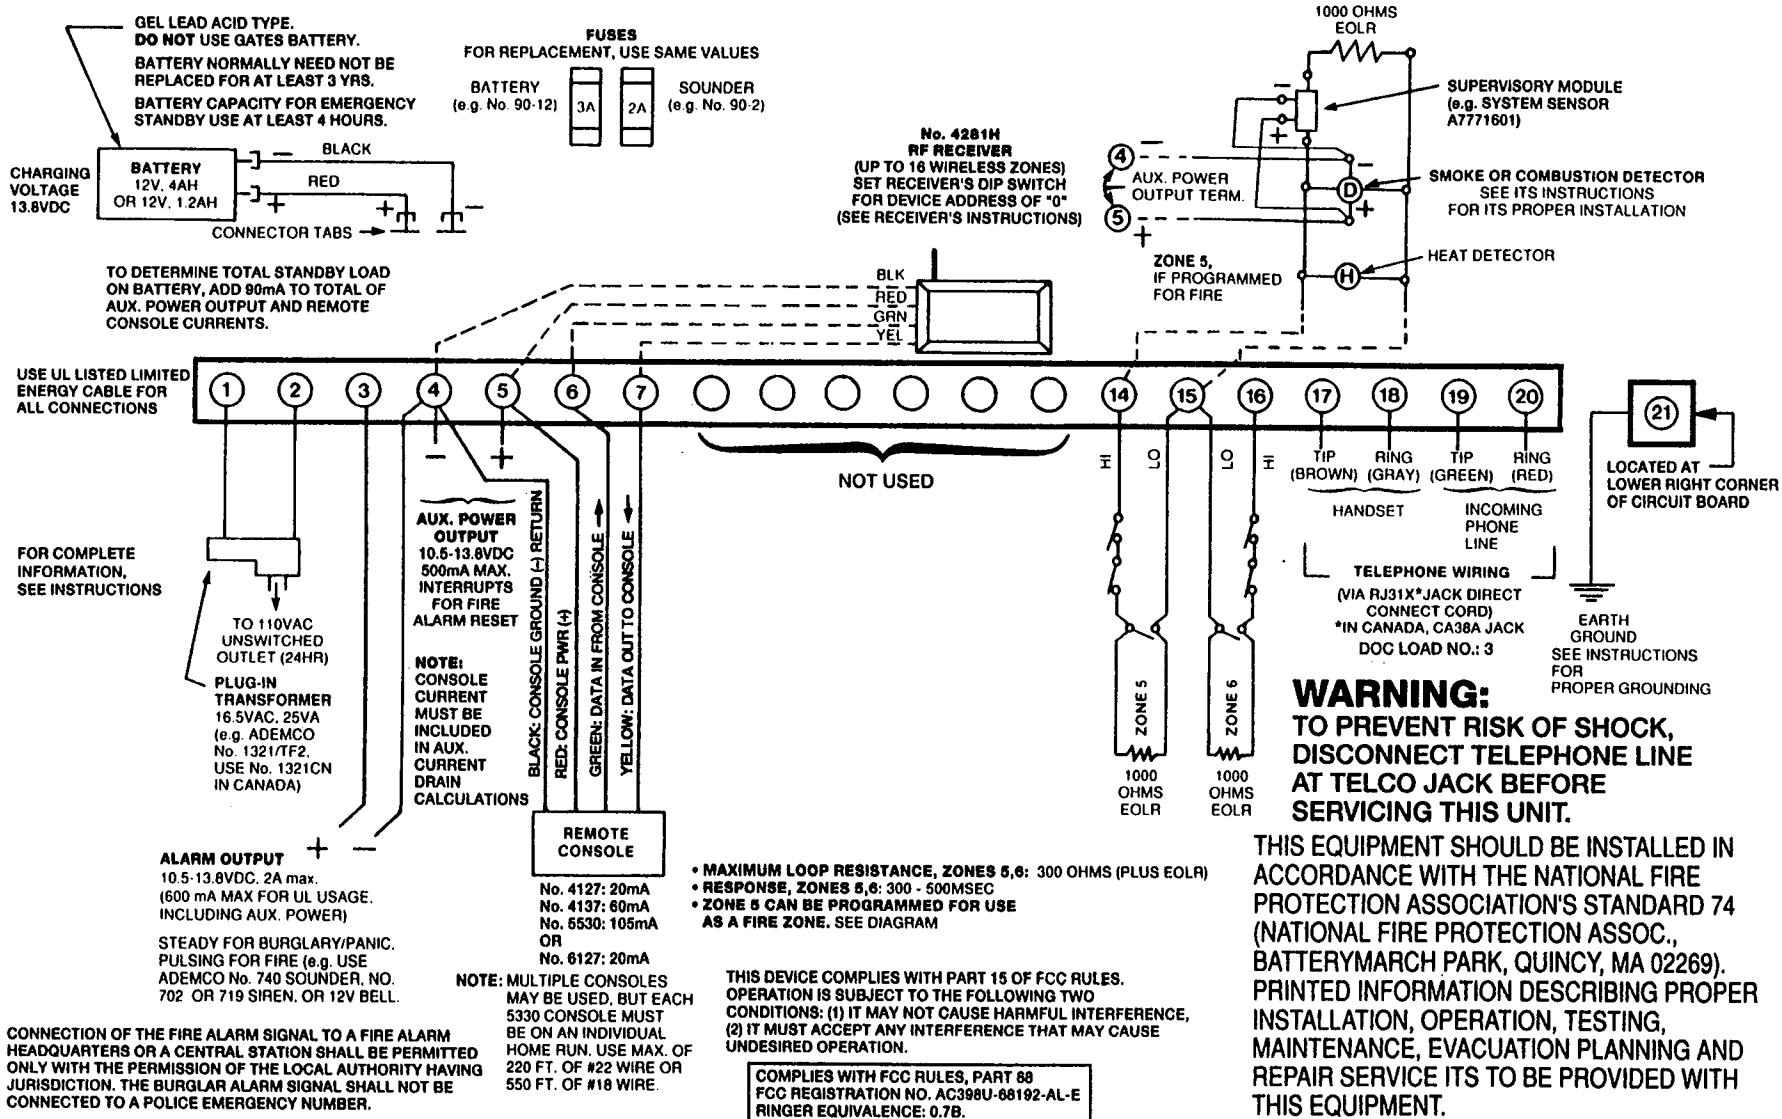 GEL LEAD ACID TYPE.
DO NOT USE GATES BATTERY.
BATTERY NORMALLY NEED NOT BE
REPLACED FOR AT LEAST 3 YRS.
BATTERY CAPACITY FOR EMERGENCY
STANDBY USE AT LEAST 4 HOURS.
CHARGING
VOLTAGE
13.8VDC
BATTERY
12V, 4AH
OR 12V, 1.2AH
− BLACK
RED
+
+ −
CONNECTOR TABS
FUSES
FOR REPLACEMENT, USE SAME VALUES
BATTERY
(e.g. No. 90-12)
3A
2A
SOUNDER
(e.g. No. 90-2)
TO DETERMINE TOTAL STANDBY LOAD
ON BATTERY, ADD 90mA TO TOTAL OF
AUX. POWER OUTPUT AND REMOTE
CONSOLE CURRENTS.
No. 4281H
RF RECEIVER
(UP TO 16 WIRELESS ZONES)
SET RECEIVER'S DIP SWITCH
FOR DEVICE ADDRESS OF "0"
(SEE RECEIVER'S INSTRUCTIONS)
BLK
RED
GRN
YEL
1000 OHMS
EOLR
−
+
SUPERVISORY MODULE
(e.g. SYSTEM SENSOR
A7771601)
4 −
AUX. POWER
OUTPUT TERM.
5 +
−
D
+
SMOKE OR COMBUSTION DETECTOR
SEE ITS INSTRUCTIONS
FOR ITS PROPER INSTALLATION
ZONE 5,
IF PROGRAMMED
FOR FIRE
H
HEAT DETECTOR
USE UL LISTED LIMITED
ENERGY CABLE FOR
ALL CONNECTIONS
1 2 3 4 5 6 7 14 15 16 17 18 19 20
21
LOCATED AT
LOWER RIGHT CORNER
OF CIRCUIT BOARD
− +
NOT USED
HI LO LO HI
TIP
(BROWN)
RING
(GRAY)
TIP
(GREEN)
RING
(RED)
HANDSET
INCOMING
PHONE
LINE
TELEPHONE WIRING
(VIA RJ31X*JACK DIRECT
CONNECT CORD)
*IN CANADA, CA38A JACK
DOC LOAD NO.: 3
EARTH
GROUND
SEE INSTRUCTIONS
FOR
PROPER GROUNDING
FOR COMPLETE
INFORMATION,
SEE INSTRUCTIONS
TO 110VAC
UNSWITCHED
OUTLET (24HR)
PLUG-IN
TRANSFORMER
16.5VAC, 25VA
(e.g. ADEMCO
No. 1321/TF2,
USE No. 1321CN
IN CANADA)
AUX. POWER
OUTPUT
10.5-13.8VDC
500mA MAX.
INTERRUPTS
FOR FIRE
ALARM RESET
NOTE:
CONSOLE
CURRENT
MUST BE
INCLUDED
IN AUX.
CURRENT
DRAIN
CALCULATIONS
BLACK: CONSOLE GROUND (−) RETURN
RED: CONSOLE PWR (+)
GREEN: DATA IN FROM CONSOLE
YELLOW: DATA OUT TO CONSOLE
REMOTE
CONSOLE
No. 4127: 20mA
No. 4137: 60mA
No. 5530: 105mA
OR
No. 6127: 20mA
NOTE: MULTIPLE CONSOLES
MAY BE USED, BUT EACH
5330 CONSOLE MUST
BE ON AN INDIVIDUAL
HOME RUN. USE MAX. OF
220 FT. OF #22 WIRE OR
550 FT. OF #18 WIRE.
+ −
ALARM OUTPUT
10.5-13.8VDC, 2A max.
(600 mA MAX FOR UL USAGE,
INCLUDING AUX. POWER)
STEADY FOR BURGLARY/PANIC.
PULSING FOR FIRE (e.g. USE
ADEMCO No. 740 SOUNDER, NO.
702 OR 719 SIREN, OR 12V BELL.
CONNECTION OF THE FIRE ALARM SIGNAL TO A FIRE ALARM
HEADQUARTERS OR A CENTRAL STATION SHALL BE PERMITTED
ONLY WITH THE PERMISSION OF THE LOCAL AUTHORITY HAVING
JURISDICTION. THE BURGLAR ALARM SIGNAL SHALL NOT BE
CONNECTED TO A POLICE EMERGENCY NUMBER.
ZONE 5
1000
OHMS
EOLR
ZONE 6
1000
OHMS
EOLR
• MAXIMUM LOOP RESISTANCE, ZONES 5,6: 300 OHMS (PLUS EOLR)
• RESPONSE, ZONES 5,6: 300 - 500MSEC
• ZONE 5 CAN BE PROGRAMMED FOR USE
AS A FIRE ZONE. SEE DIAGRAM
THIS DEVICE COMPLIES WITH PART 15 OF FCC RULES.
OPERATION IS SUBJECT TO THE FOLLOWING TWO
CONDITIONS: (1) IT MAY NOT CAUSE HARMFUL INTERFERENCE,
(2) IT MUST ACCEPT ANY INTERFERENCE THAT MAY CAUSE
UNDESIRED OPERATION.
COMPLIES WITH FCC RULES, PART 68
FCC REGISTRATION NO. AC398U-68192-AL-E
RINGER EQUIVALENCE: 0.7B.
WARNING:
TO PREVENT RISK OF SHOCK,
DISCONNECT TELEPHONE LINE
AT TELCO JACK BEFORE
SERVICING THIS UNIT.
THIS EQUIPMENT SHOULD BE INSTALLED IN
ACCORDANCE WITH THE NATIONAL FIRE
PROTECTION ASSOCIATION'S STANDARD 74
(NATIONAL FIRE PROTECTION ASSOC.,
BATTERYMARCH PARK, QUINCY, MA 02269).
PRINTED INFORMATION DESCRIBING PROPER
INSTALLATION, OPERATION, TESTING,
MAINTENANCE, EVACUATION PLANNING AND
REPAIR SERVICE ITS TO BE PROVIDED WITH
THIS EQUIPMENT.